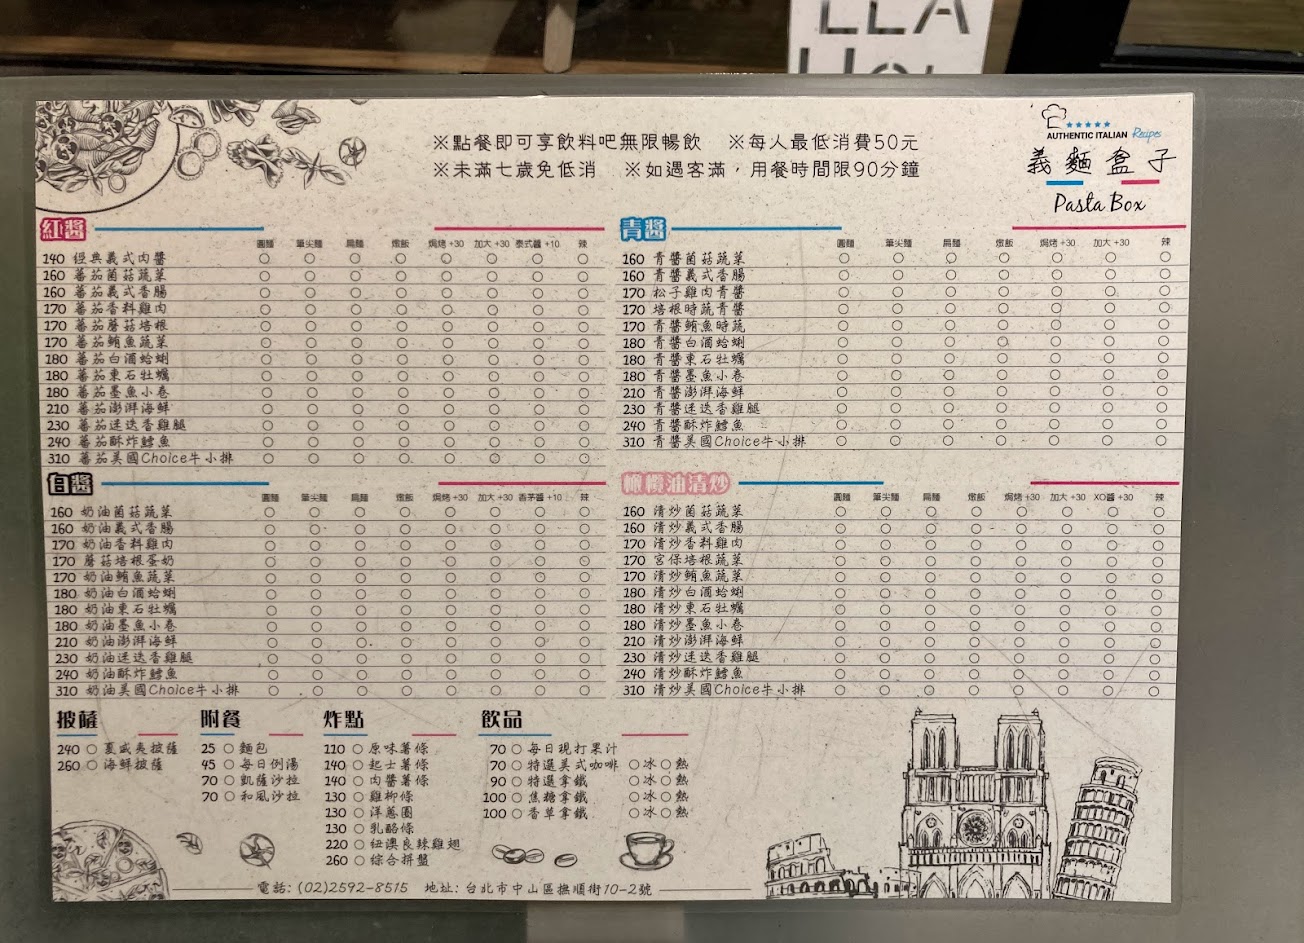 ※點餐即可享飲料吧無限暢飲 ※每人最低消費50元
※未滿七歲免低消 ※如遇客滿,用餐時間限90分鐘
AUTHENTIC ITALIAN Recipes
義麵盒子
Pasta Box
紅醬
圓麵 筆尖麵 扁麵 燉飯 焗烤+30 加大+30 泰式醬+10 辣
140 經典義式肉醬
160 蕃茄菌菇蔬菜
160 蕃茄義式香腸
170 蕃茄香料雞肉
170 蕃茄蘑菇培根
170 蕃茄鮪魚蔬菜
180 蕃茄白酒蛤蜊
180 蕃茄東石牡蠣
180 蕃茄墨魚小卷
210 蕃茄澎湃海鮮
230 蕃茄迷迭香雞腿
240 蕃茄酥炸鱈魚
310 蕃茄美國Choice牛小排
青醬
圓麵 筆尖麵 扁麵 燉飯 焗烤+30 加大+30 辣
160 青醬菌菇蔬菜
160 青醬義式香腸
170 松子雞肉青醬
170 培根時蔬青醬
170 青醬鮪魚時蔬
180 青醬白酒蛤蜊
180 青醬東石牡蠣
180 青醬墨魚小卷
210 青醬澎湃海鮮
230 青醬迷迭香雞腿
240 青醬酥炸鱈魚
310 青醬美國Choice牛小排
白醬
圓麵 筆尖麵 扁麵 燉飯 焗烤+30 加大+30 香茅醬+10 辣
160 奶油菌菇蔬菜
160 奶油義式香腸
170 奶油香料雞肉
170 蘑菇培根蛋奶
170 奶油鮪魚蔬菜
180 奶油白酒蛤蜊
180 奶油東石牡蠣
180 奶油墨魚小卷
210 奶油澎湃海鮮
230 奶油迷迭香雞腿
240 奶油酥炸鱈魚
310 奶油美國Choice牛小排
橄欖油清炒
圓麵 筆尖麵 扁麵 燉飯 焗烤+30 加大+30 XO醬+30 辣
160 清炒菌菇蔬菜
160 清炒義式香腸
170 清炒香料雞肉
170 宮保培根蔬菜
170 清炒鮪魚蔬菜
180 清炒白酒蛤蜊
180 清炒東石牡蠣
180 清炒墨魚小卷
210 清炒澎湃海鮮
230 清炒迷迭香雞腿
240 清炒酥炸鱈魚
310 清炒美國Choice牛小排
披薩
240 ○ 夏威夷披薩
260 ○ 海鮮披薩
附餐
25 ○ 麵包
45 ○ 每日例湯
70 ○ 凱薩沙拉
70 ○ 和風沙拉
炸點
110 ○ 原味薯條
140 ○ 起士薯條
140 ○ 肉醬薯條
130 ○ 雞柳條
130 ○ 洋蔥圈
130 ○ 乳酪條
220 ○ 紐澳良辣雞翅
260 ○ 綜合拼盤
飲品
70 ○ 每日現打果汁
70 ○ 特選美式咖啡 ○冰○熱
90 ○ 特選拿鐵 ○冰○熱
100 ○ 焦糖拿鐵 ○冰○熱
100 ○ 香草拿鐵 ○冰○熱
電話:(02)2592-8515 地址:台北市中山區撫順街10-2號